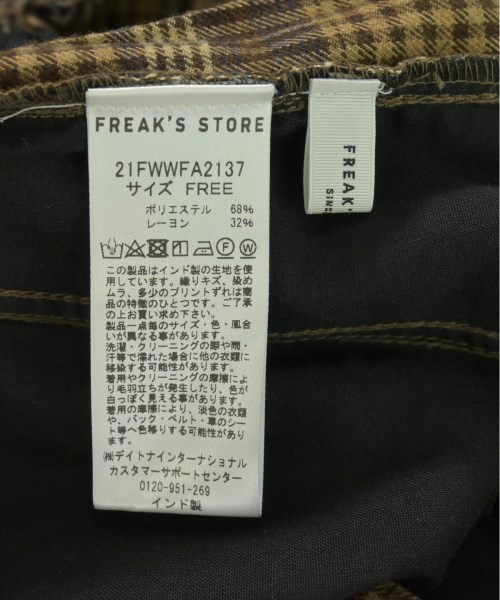 FREAK'S STORE
21FWWFA2137
サイズ FREE
ポリエステル 68%
レーヨン 32%
この製品はインド製の生地を使
用しています。織りキズ、染め
ムラ、多少のプリントずれは商品
の特徴のひとつです。ご了承
の上お買い求め下さい。
製品一点毎のサイズ・色・風合
いが異なる事があります。
洗濯・クリーニングの際や雨・
汗等で濡れた場合に他の衣類に
移染する可能性があります。
着用やクリーニングの摩擦によ
り毛羽立ちが発生したり、色が
白っぽく見える事があります。
着用の摩擦により、淡色の衣類
や、バック・ベルト・車のシー
ト等へ色移りする可能性があり
ます。
㈱デイトナインターナショナル
カスタマーサポートセンター
0120-951-269
インド製
FREAK'S
SINCE